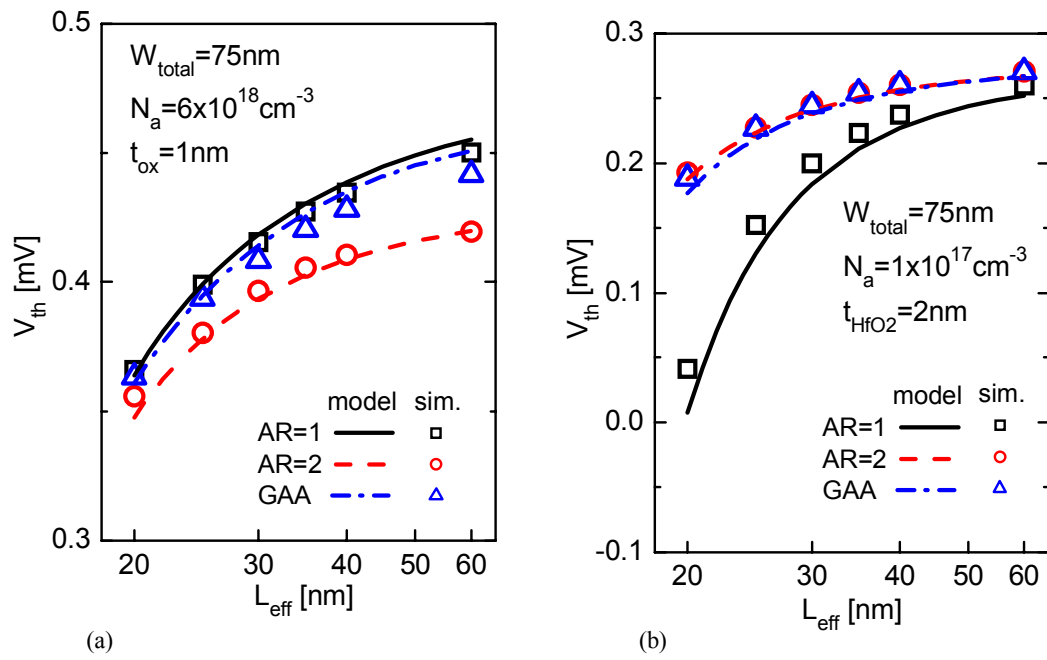 0.5
0.4
0.3
V_th [mV]
W_total=75nm
N_a=6x10^18cm^-3
t_ox=1nm
model sim.
AR=1
AR=2
GAA
20 30 40 50 60
L_eff [nm]
(a)
0.3
0.2
0.1
0.0
-0.1
V_th [mV]
W_total=75nm
N_a=1x10^17cm^-3
t_HfO2=2nm
model sim.
AR=1
AR=2
GAA
20 30 40 50 60
L_eff [nm]
(b)